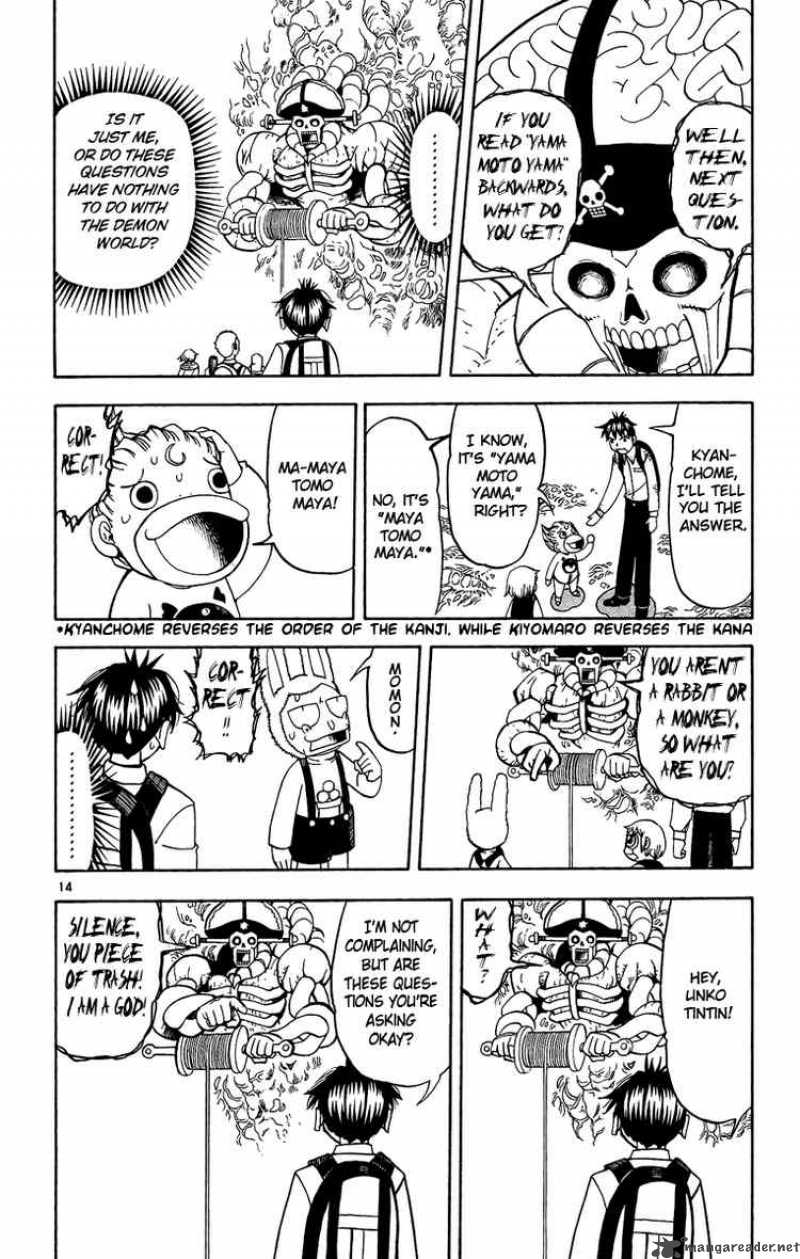 WELL
THEN,
NEXT
QUES-
TION.
IF YOU
READ "YAMA
MOTO YAMA"
BACKWARDS,
WHAT DO
YOU GET?
.........
IS IT
JUST ME,
OR DO THESE
QUESTIONS
HAVE NOTHING
TO DO WITH
THE DEMON
WORLD?
KYAN-
CHOME,
I'LL TELL
YOU THE
ANSWER.
I KNOW,
IT'S "YAMA
MOTO
YAMA,"
RIGHT?
NO, IT'S
"MAYA
TOMO
MAYA."*
MA-MAYA
TOMO
MAYA!
COR-
RECT!
*KYANCHOME REVERSES THE ORDER OF THE KANJI, WHILE KIYOMARO REVERSES THE KANA
YOU ARENT
A RABBIT OR
A MONKEY,
SO WHAT
ARE YOU?
MOMON.
COR-
RECT
!!
.........
14
HEY,
UNKO
TINTIN!
WHAT?
I'M NOT
COMPLAINING,
BUT ARE
THESE QUES-
TIONS YOU'RE
ASKING
OKAY?
SILENCE,
YOU PIECE
OF TRASH!
I AM A GOD!
mangareader.net